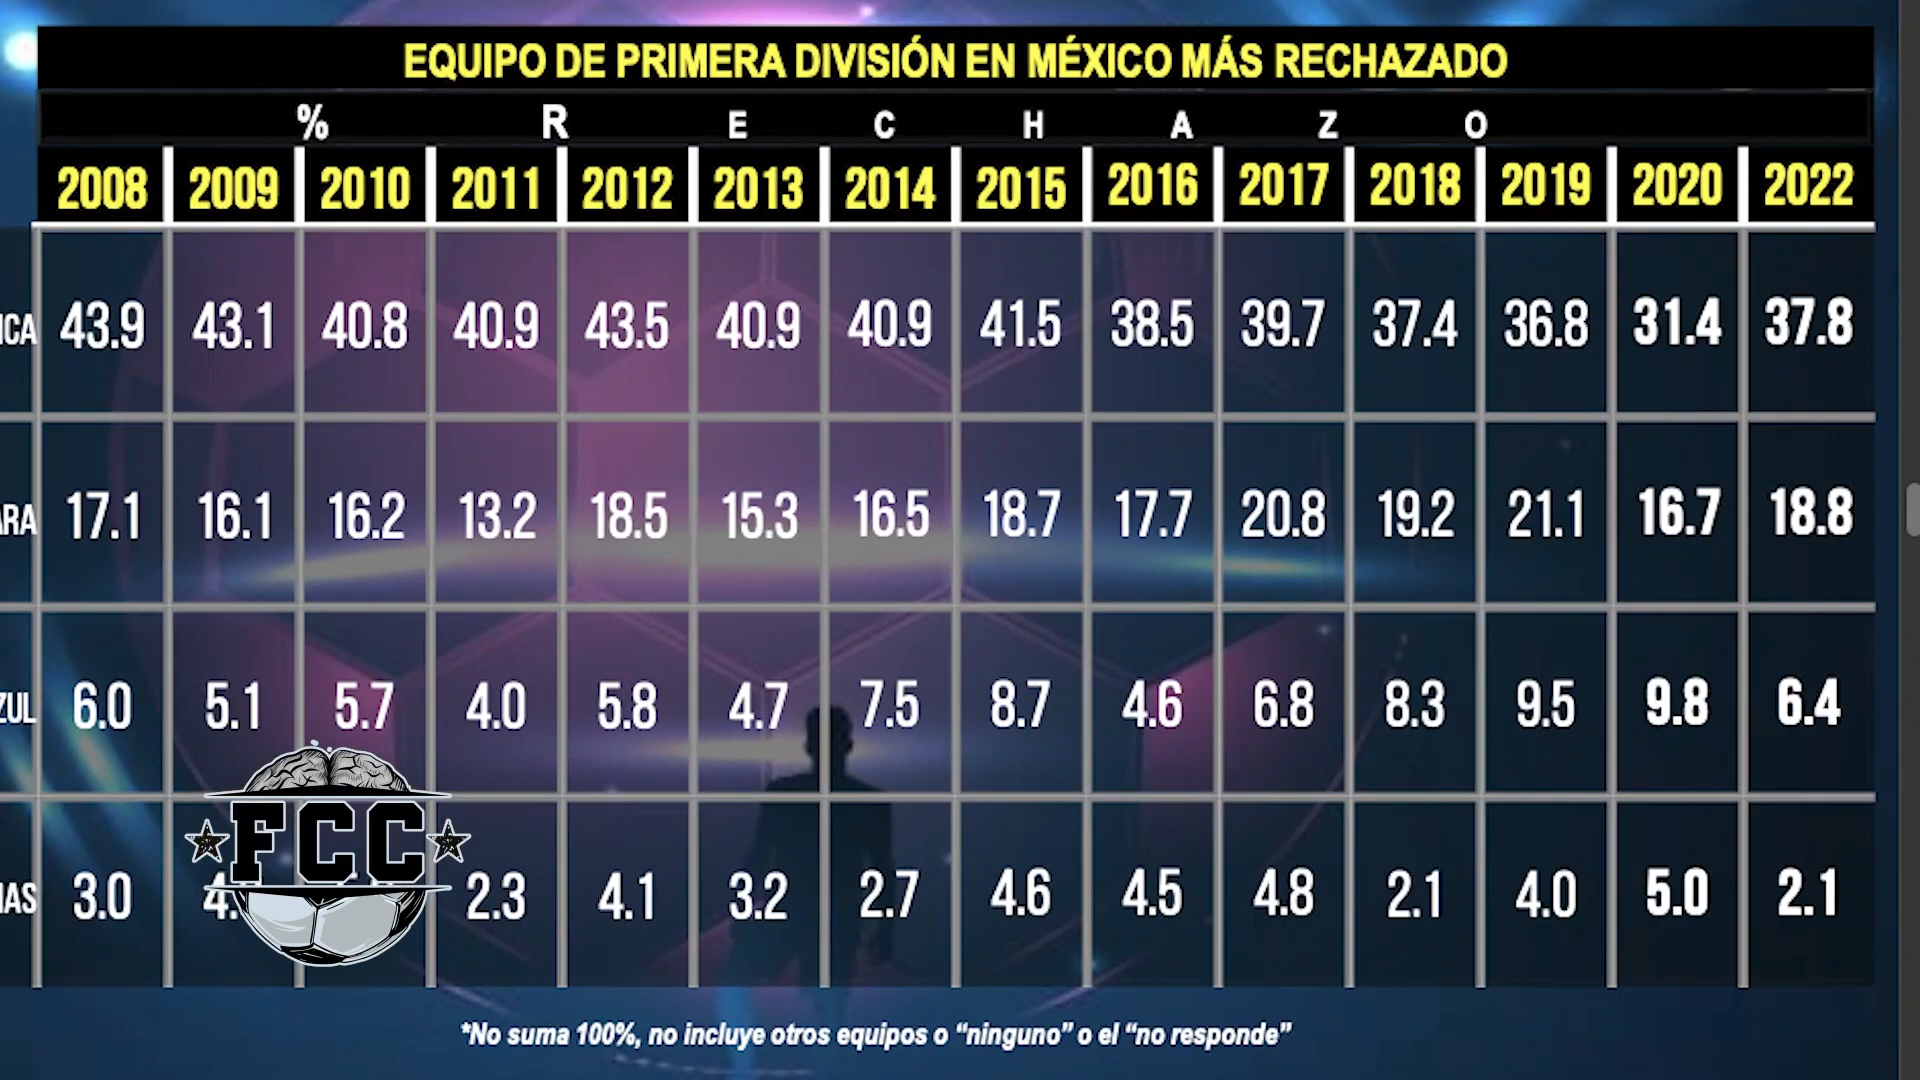 EQUIPO DE PRIMERA DIVISIÓN EN MÉXICO MÁS RECHAZADO
% R E C H A Z O
2008 2009 2010 2011 2012 2013 2014 2015 2016 2017 2018 2019 2020 2022
ICA 43.9 43.1 40.8 40.9 43.5 40.9 40.9 41.5 38.5 39.7 37.4 36.8 31.4 37.8
ARA 17.1 16.1 16.2 13.2 18.5 15.3 16.5 18.7 17.7 20.8 19.2 21.1 16.7 18.8
ZUL 6.0 5.1 5.7 4.0 5.8 4.7 7.5 8.7 4.6 6.8 8.3 9.5 9.8 6.4
FCC
MAS 3.0 2.3 4.1 3.2 2.7 4.6 4.5 4.8 2.1 4.0 5.0 2.1
*No suma 100%, no incluye otros equipos o “ninguno” o el “no responde”